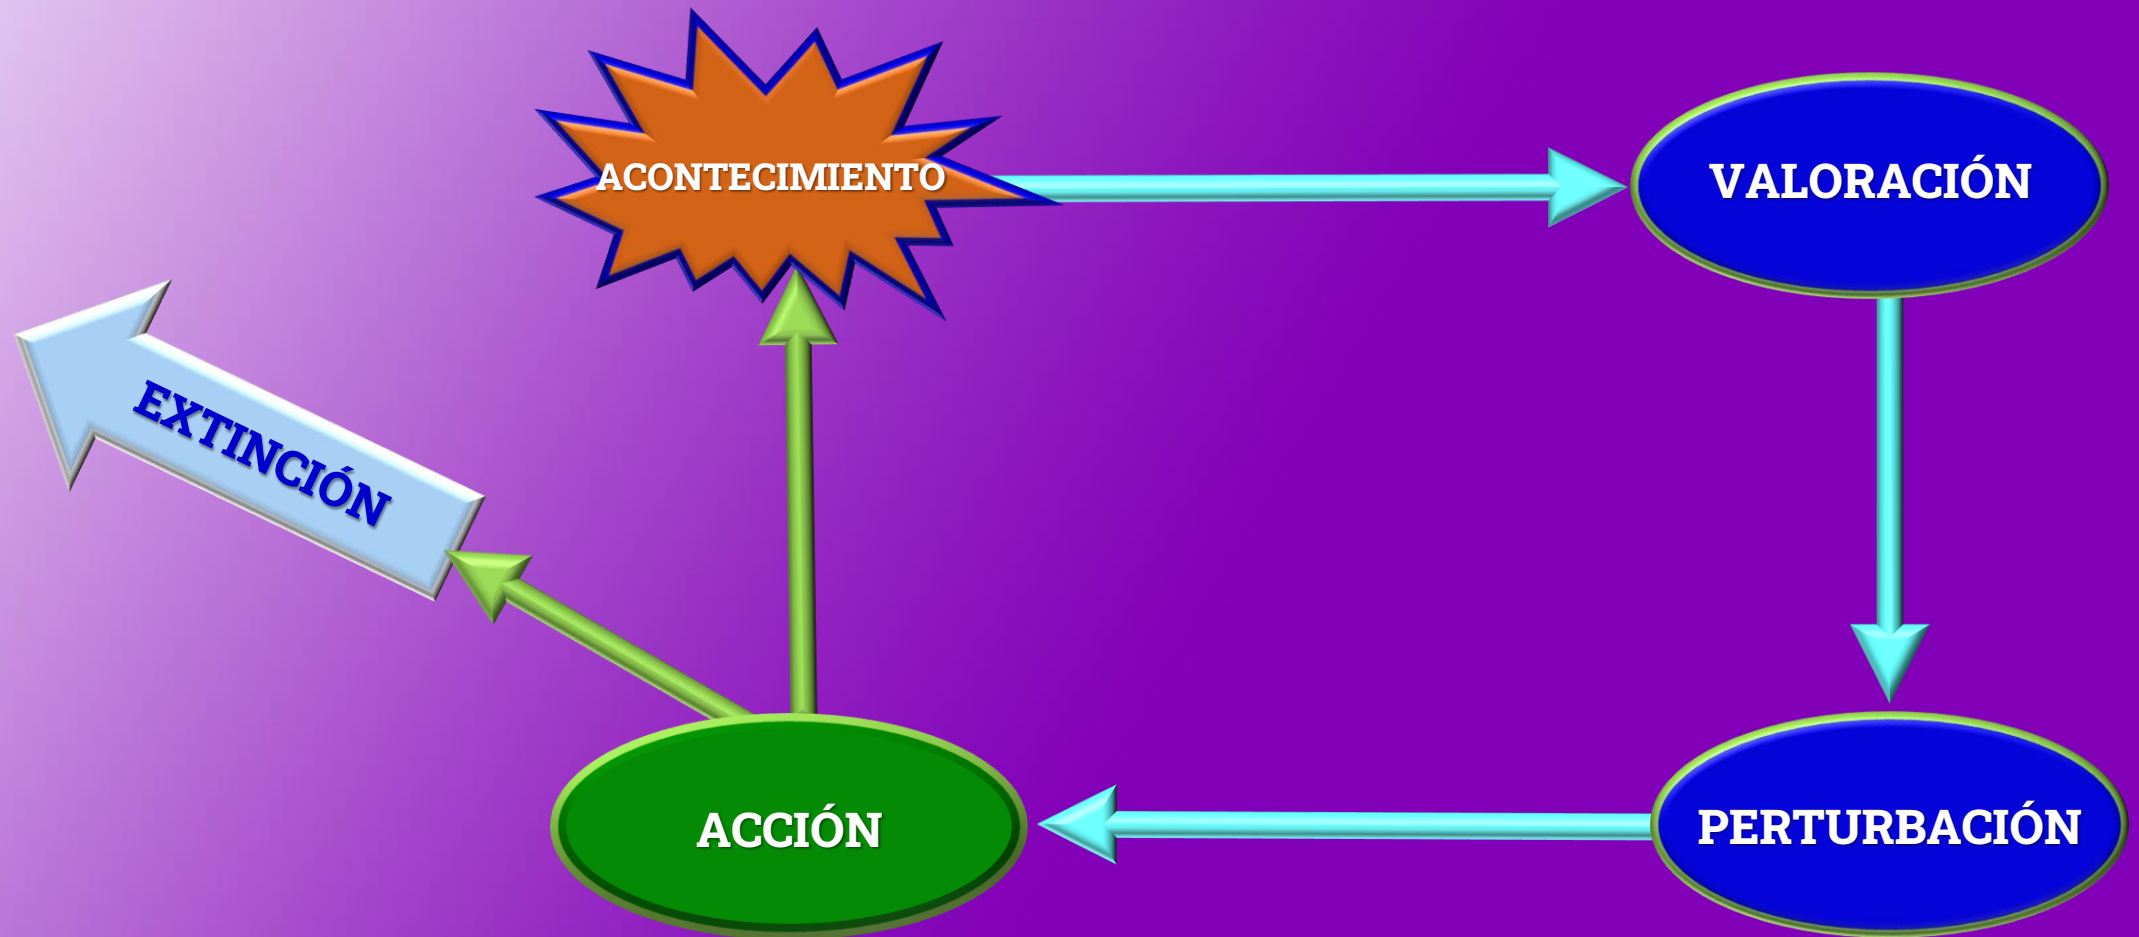 ACONTECIMIENTO
VALORACIÓN
EXTINCIÓN
ACCIÓN
PERTURBACIÓN